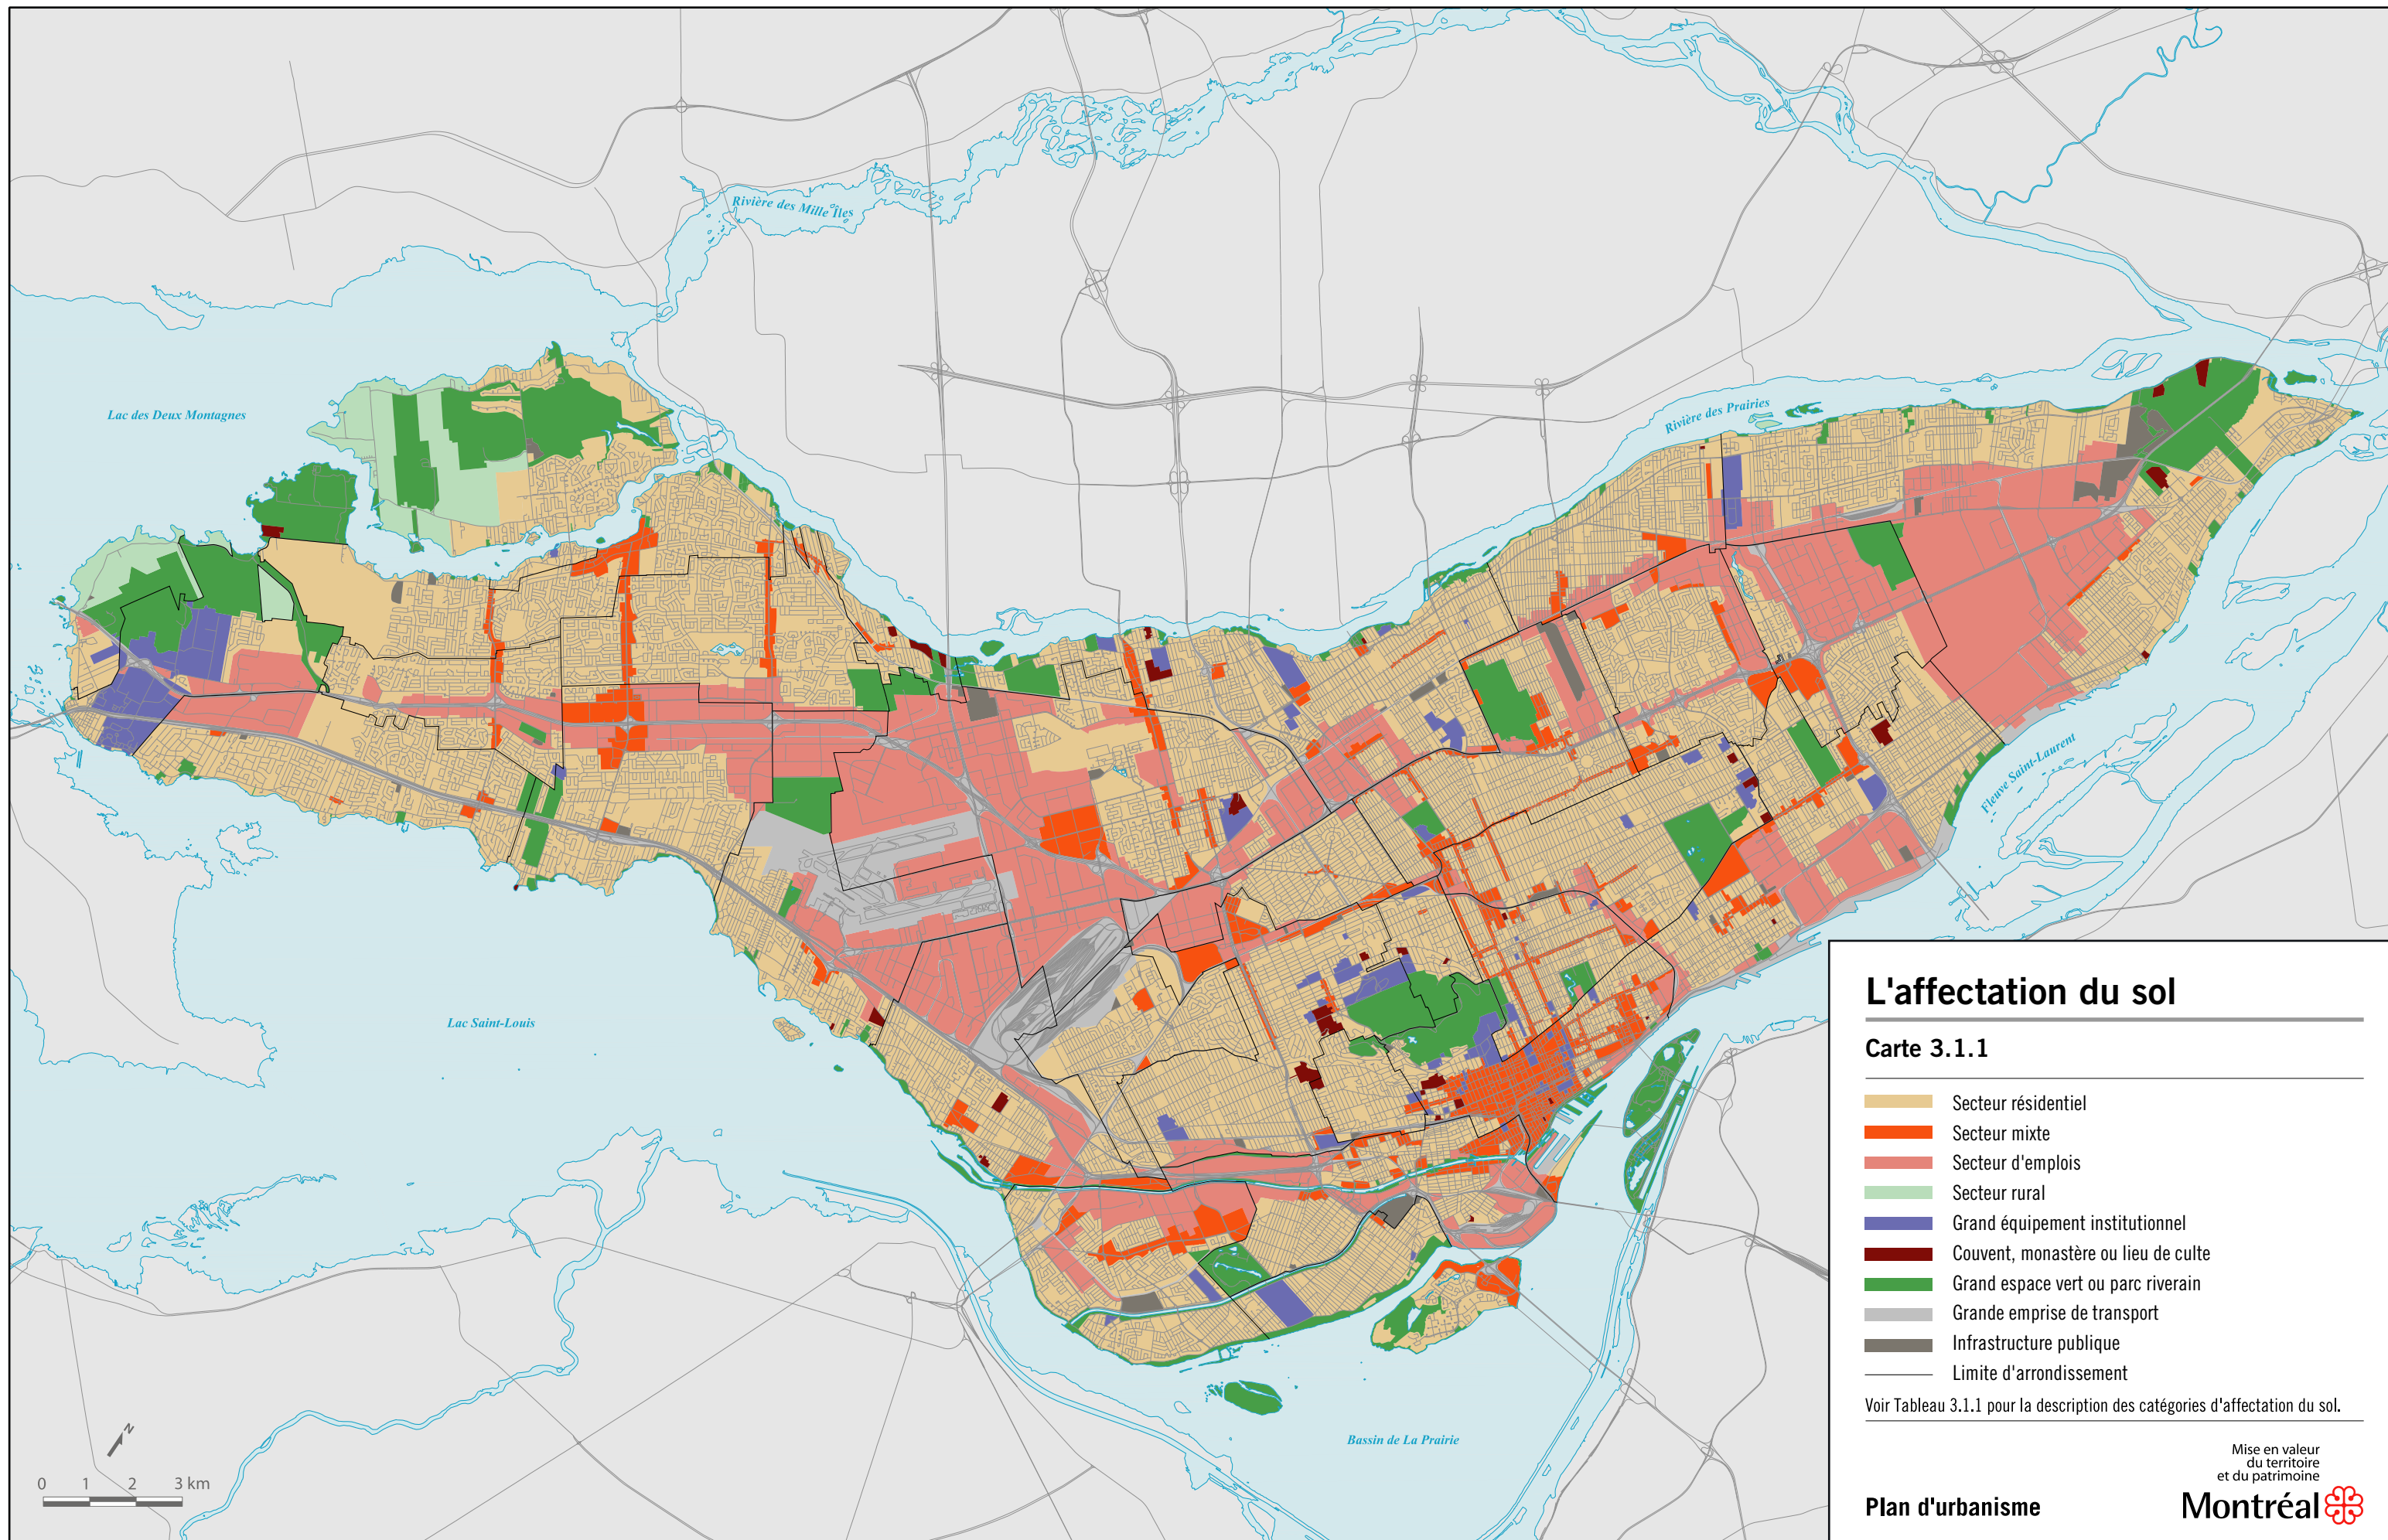 Rivière des Mille Îles
Lac des Deux Montagnes
Rivière des Prairies
Fleuve Saint-Laurent
Lac Saint-Louis
Bassin de La Prairie
N
0 1 2 3 km
L'affectation du sol
Carte 3.1.1
Secteur résidentiel
Secteur mixte
Secteur d'emplois
Secteur rural
Grand équipement institutionnel
Couvent, monastère ou lieu de culte
Grand espace vert ou parc riverain
Grande emprise de transport
Infrastructure publique
Limite d'arrondissement
Voir Tableau 3.1.1 pour la description des catégories d'affectation du sol.
Mise en valeur
du territoire
et du patrimoine
Plan d'urbanisme
Montréal